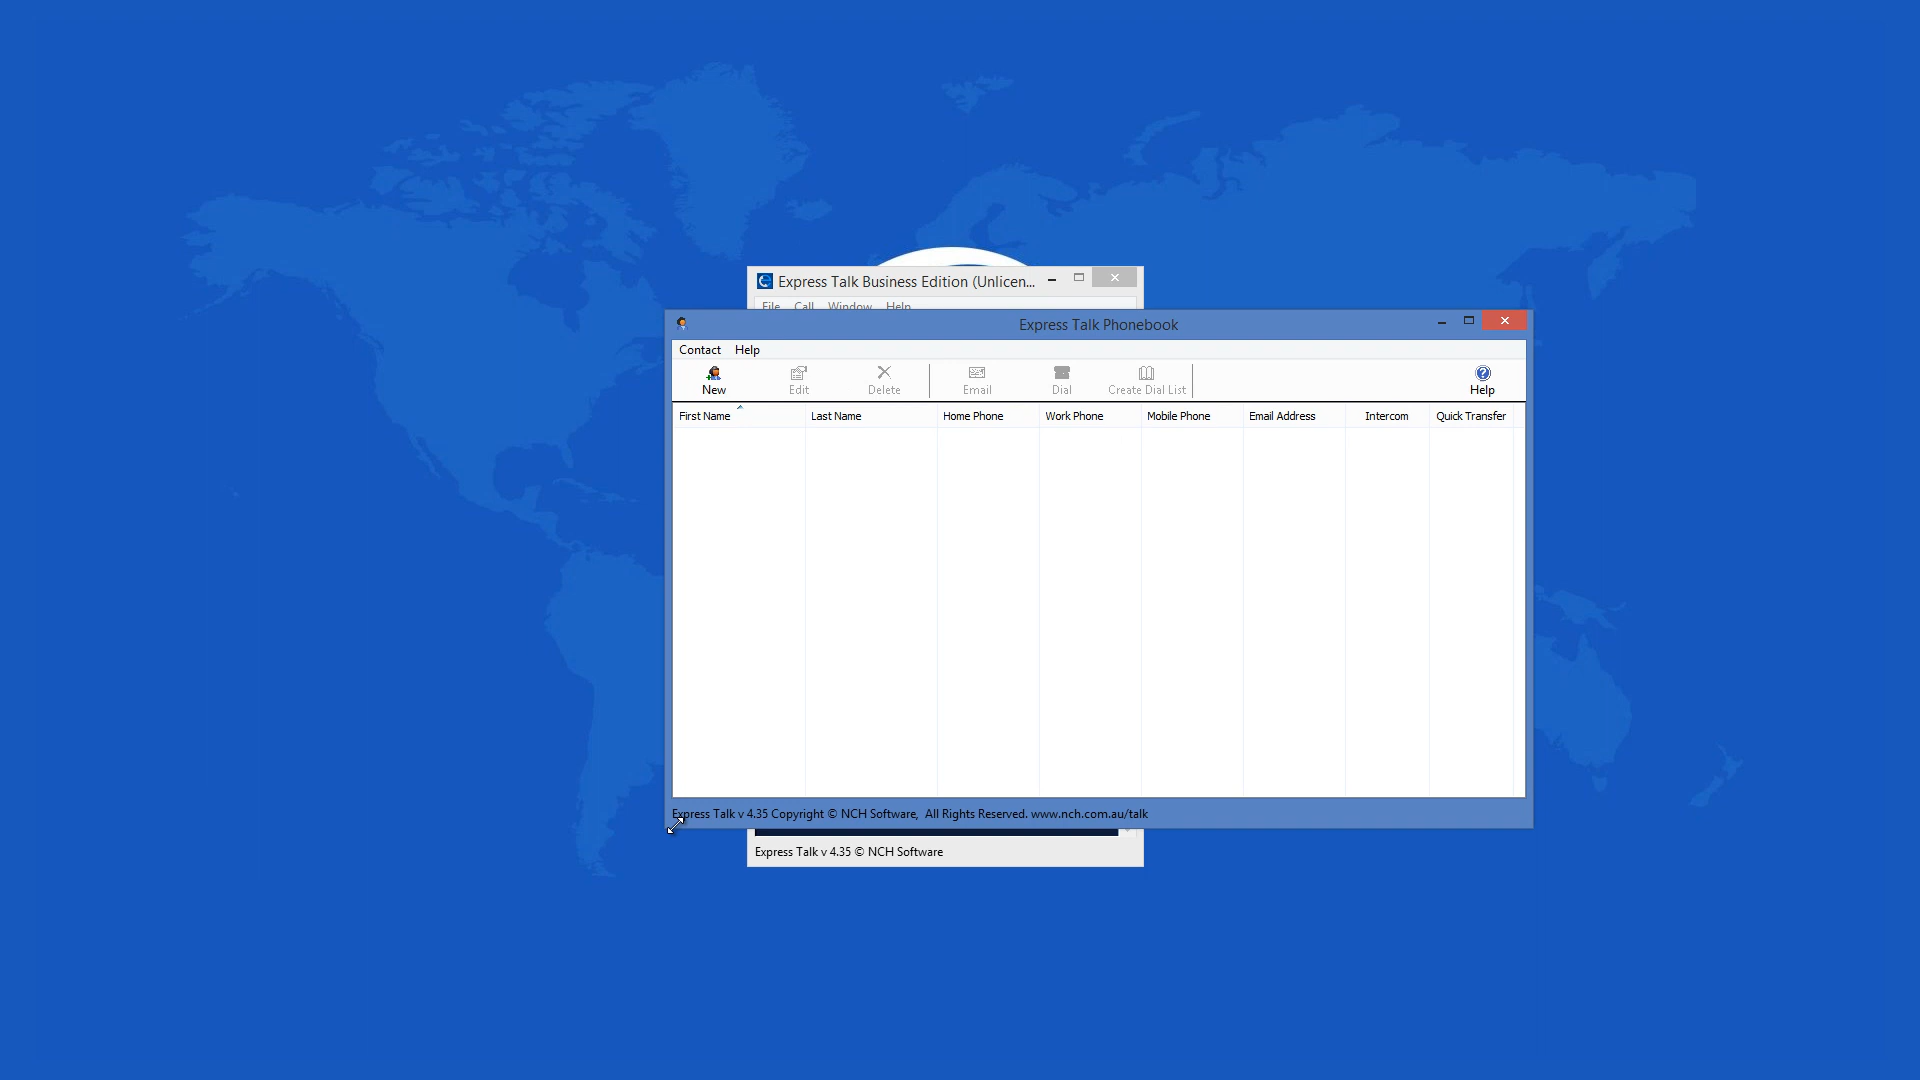 Express Talk Business Edition (Unlicen...
File Call Window Help
Express Talk Phonebook
Contact Help
New Edit Delete Email Dial Create Dial List Help
First Name Last Name Home Phone Work Phone Mobile Phone Email Address Intercom Quick Transfer
Express Talk v 4.35 Copyright © NCH Software, All Rights Reserved. www.nch.com.au/talk
Express Talk v 4.35 © NCH Software